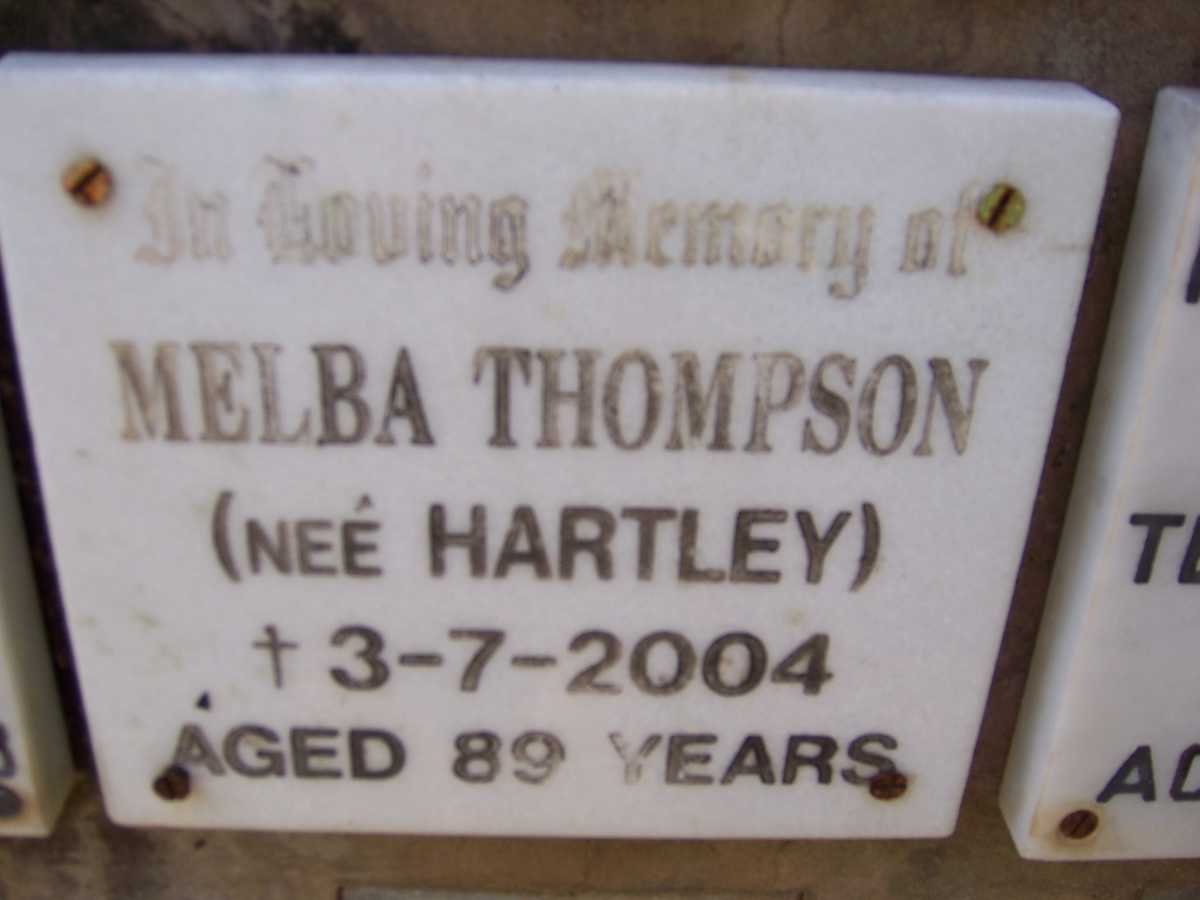 In Loving Memory of
MELBA THOMPSON
(NEÉ HARTLEY)
† 3-7-2004
AGED 89 YEARS